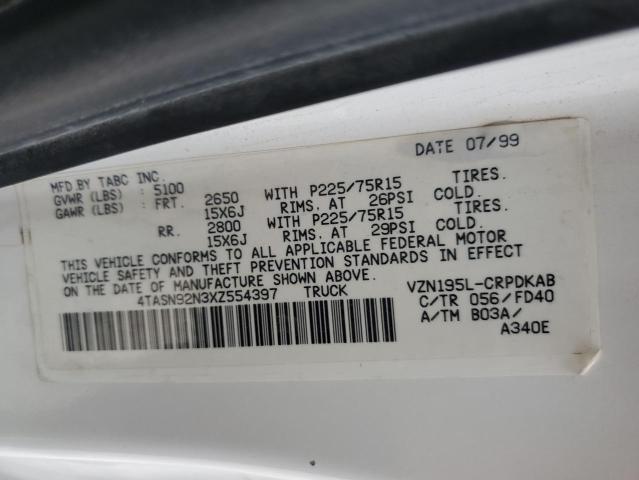 DATE 07/99
MFD BY TABC INC.
GVWR (LBS) : 5100
GAWR (LBS) : FRT. 2650 WITH P225/75R15 TIRES.
15X6J RIMS. AT 26PSI COLD.
RR. 2800 WITH P225/75R15 TIRES.
15X6J RIMS. AT 29PSI COLD.
THIS VEHICLE CONFORMS TO ALL APPLICABLE FEDERAL MOTOR
VEHICLE SAFETY AND THEFT PREVENTION STANDARDS IN EFFECT
ON THE DATE OF MANUFACTURE SHOWN ABOVE.
4TASN92N3XZ554397 TRUCK
VZN195L-CRPDKAB
C/TR 056/FD40
A/TM B03A/
A340E